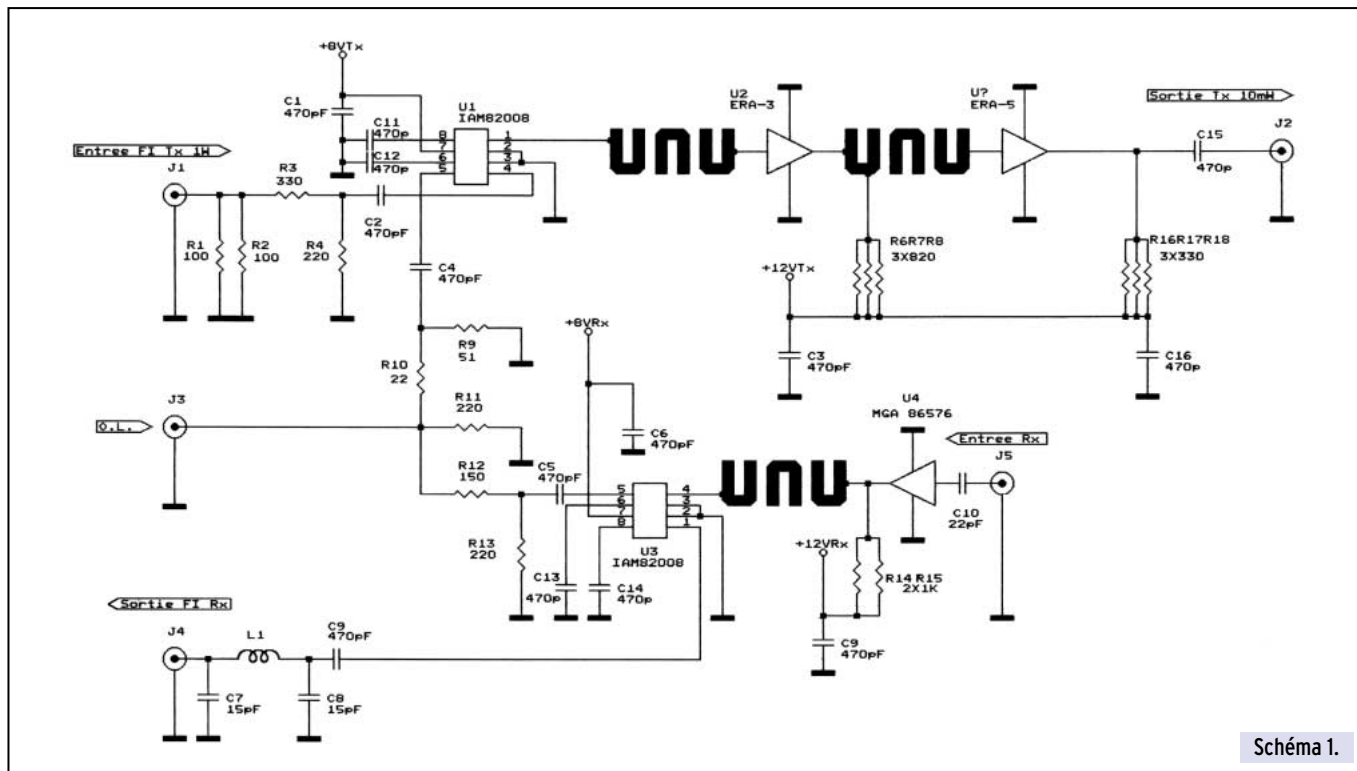 +8VTx
C1
470pF
C11
470p
C12
470p
U1
IAM82008
8
7
6
5
1
2
3
4
U2
ERA-3
U?
ERA-5
Sortie Tx 10mW
J2
C15
470p
Entree FI Tx 1W
J1
R3
330
C2
470pF
R1
100
R2
100
R4
220
C4
470pF
R6R7R8
3X820
R16R17R18
3X330
+12VTx
C3
470pF
C16
470p
R9
51
R10
22
+8VRx
J3
O.L.
R11
220
C6
470pF
U4
MGA 86576
Entree Rx
J5
C10
22pF
R12
150
C5
470pF
5
6
7
8
4
3
2
1
U3
IAM82008
R13
220
C13
470p
C14
470p
+12VRx
R14 R15
2X1K
C9
470pF
Sortie FI Rx
J4
L1
C9
470pF
C7
15pF
C8
15pF
Schéma 1.